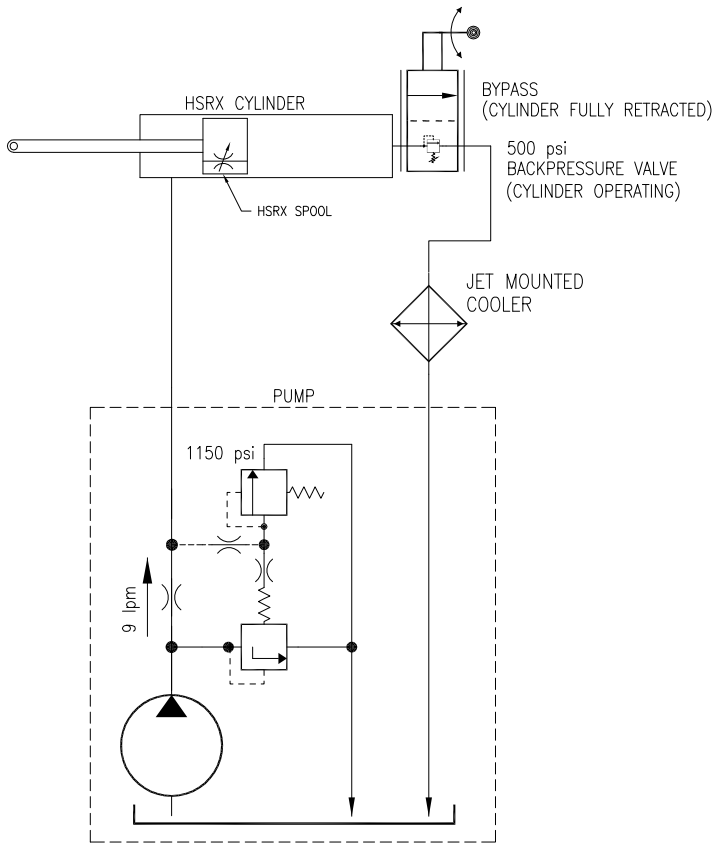 HSRX CYLINDER
BYPASS
(CYLINDER FULLY RETRACTED)
500 psi
BACKPRESSURE VALVE
(CYLINDER OPERATING)
HSRX SPOOL
JET MOUNTED
COOLER
PUMP
1150 psi
9 lpm